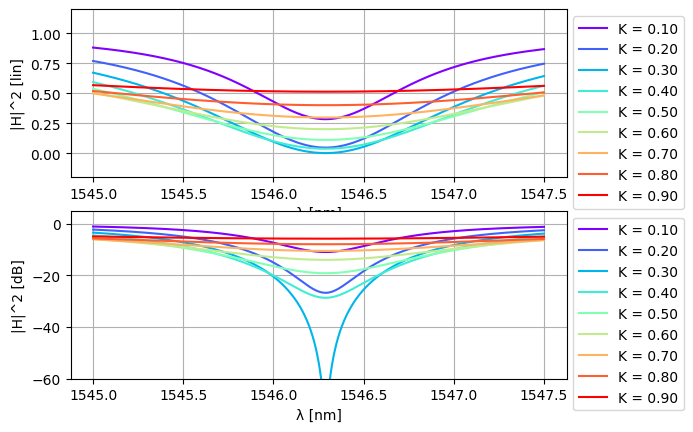 |H|^2 [lin]
1.00
0.75
0.50
0.25
0.00
1545.0 1545.5 1546.0 1546.5 1547.0 1547.5
λ [nm]
K = 0.10
K = 0.20
K = 0.30
K = 0.40
K = 0.50
K = 0.60
K = 0.70
K = 0.80
K = 0.90
|H|^2 [dB]
0
−20
−40
−60
1545.0 1545.5 1546.0 1546.5 1547.0 1547.5
λ [nm]
K = 0.10
K = 0.20
K = 0.30
K = 0.40
K = 0.50
K = 0.60
K = 0.70
K = 0.80
K = 0.90